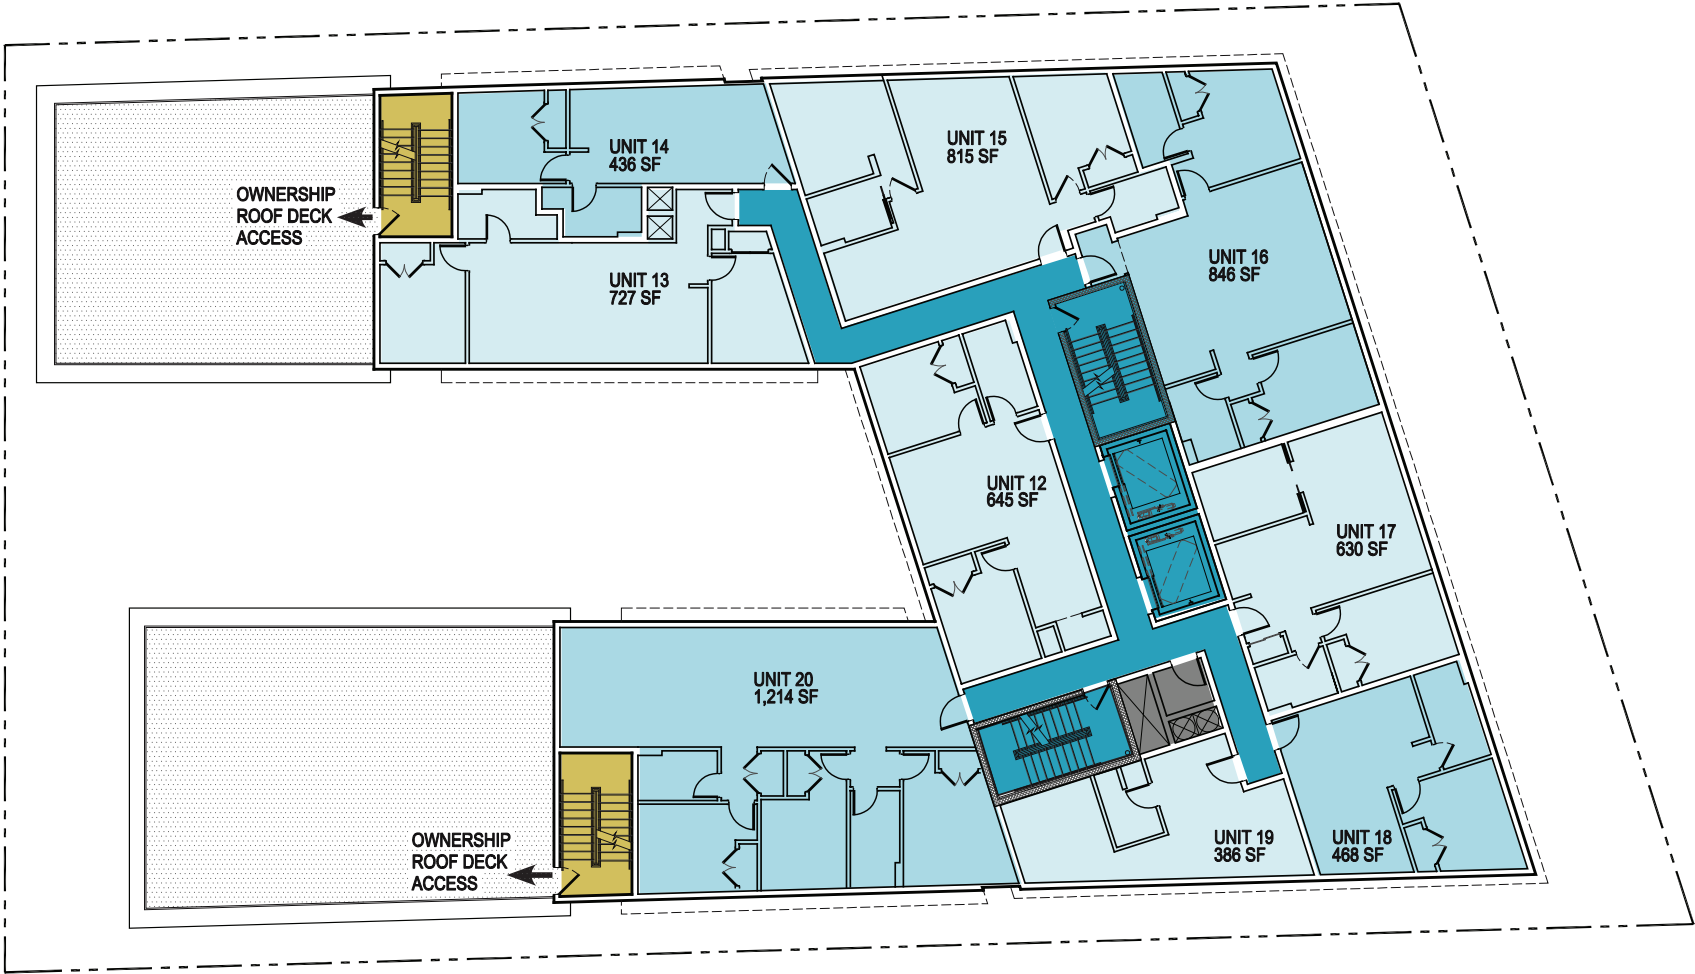 UNIT 14
436 SF
UNIT 15
815 SF
OWNERSHIP
ROOF DECK
ACCESS
UNIT 13
727 SF
UNIT 16
846 SF
UNIT 12
645 SF
UNIT 17
630 SF
UNIT 20
1,214 SF
OWNERSHIP
ROOF DECK
ACCESS
UNIT 19
386 SF
UNIT 18
468 SF